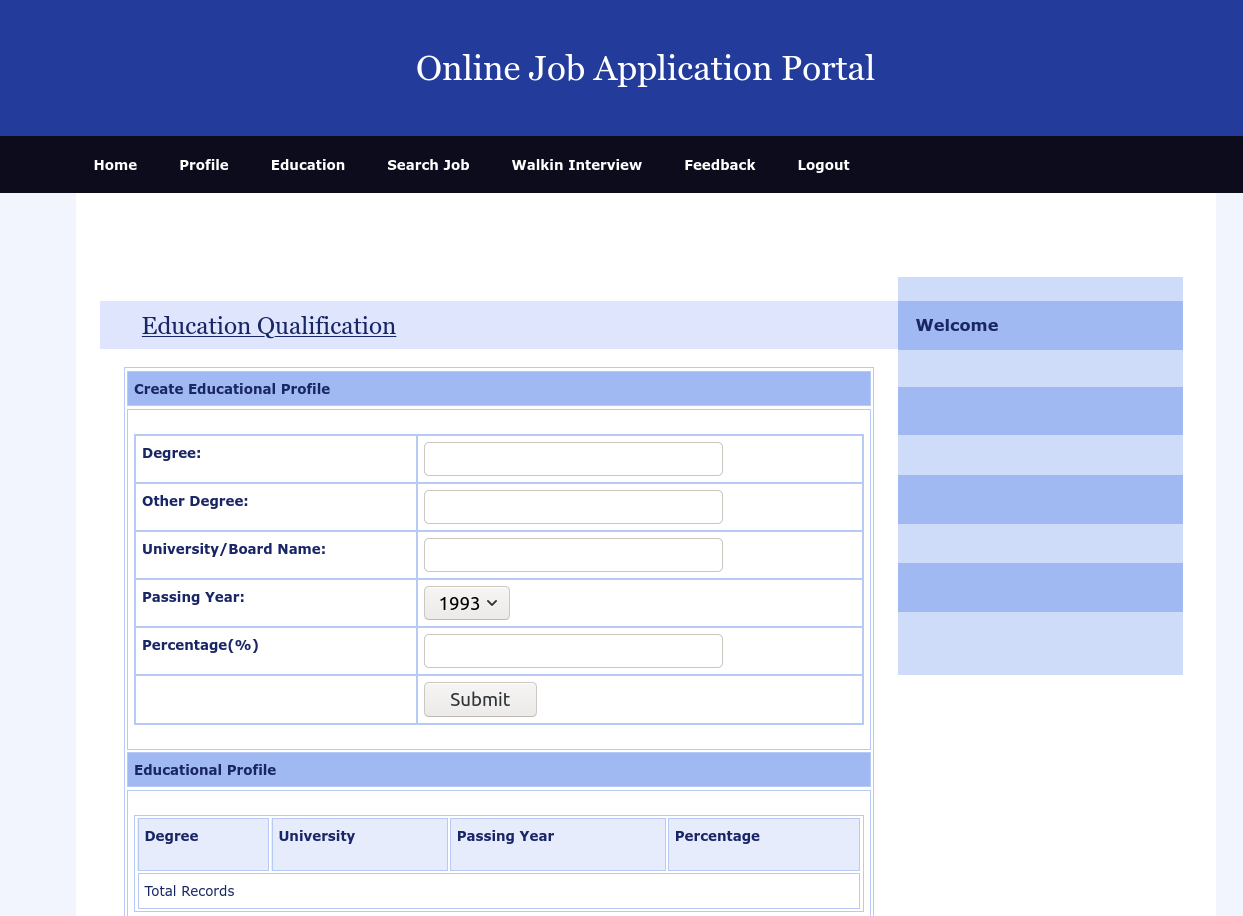 Online Job Application Portal
Home Profile Education Search Job Walkin Interview Feedback Logout
Education Qualification
Welcome
Create Educational Profile
Degree:
Other Degree:
University/Board Name:
Passing Year: 1993
Percentage(%)
Submit
Educational Profile
Degree University Passing Year Percentage
Total Records